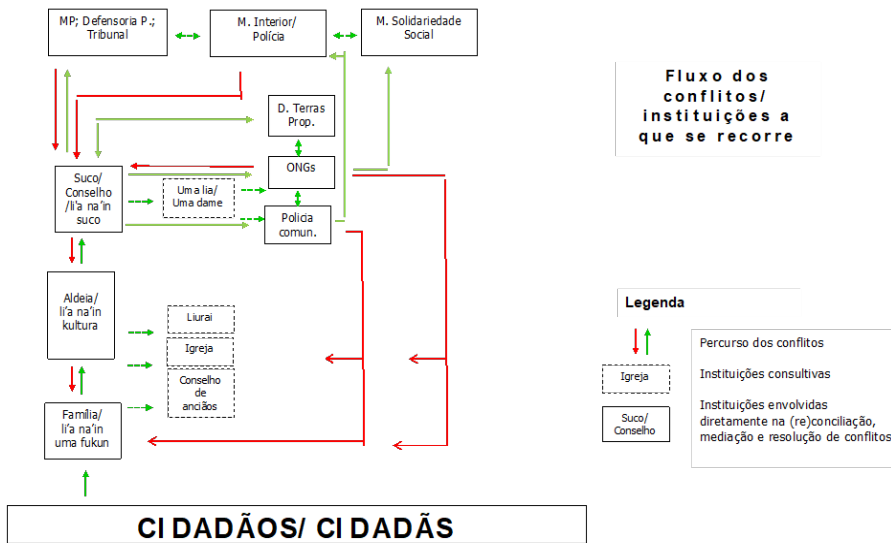 MP; Defensoria P.;
Tribunal
M. Interior/
Polícia
M. Solidariedade
Social
Fluxo dos
conflitos/
instituições a
que se recorre
D. Terras
Prop.
Suco/
Conselho
/li'a na'in
suco
Uma lia/
Uma dame
ONGs
Policia
comun.
Aldeia/
li'a na'in
kultura
Liurai
Igreja
Conselho
de
anciãos
Família/
li'a na'in
uma fukun
Legenda
Percurso dos conflitos
Igreja
Instituições consultivas
Suco/
Conselho
Instituições envolvidas
diretamente na (re)conciliação,
mediação e resolução de conflitos
CIDADÃOS/ CIDADÃS